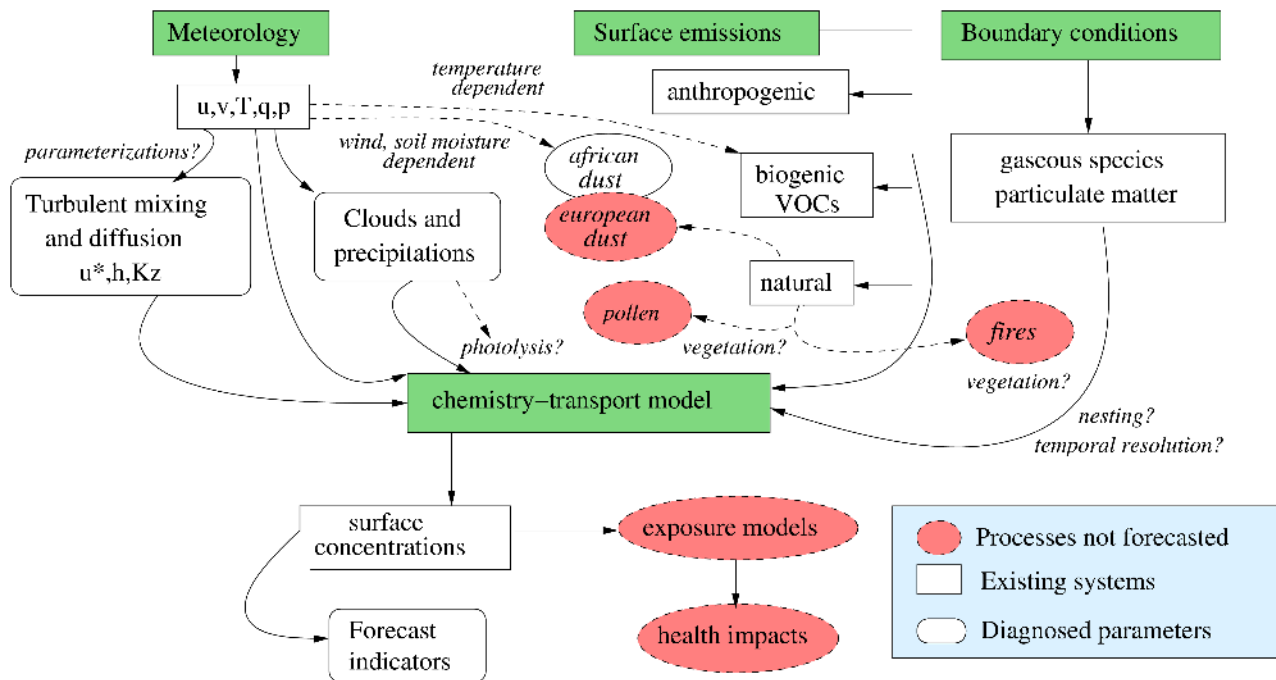 Meteorology
Surface emissions
Boundary conditions
temperature
dependent
anthropogenic
u,v,T,q,p
parameterizations?
wind, soil moisture
dependent
african
dust
biogenic
VOCs
gaseous species
particulate matter
Turbulent mixing
and diffusion
u*,h,Kz
Clouds and
precipitations
european
dust
natural
pollen
fires
photolysis?
vegetation?
vegetation?
chemistry–transport model
nesting?
temporal resolution?
surface
concentrations
exposure models
Processes not forecasted
Existing systems
Diagnosed parameters
Forecast
indicators
health impacts